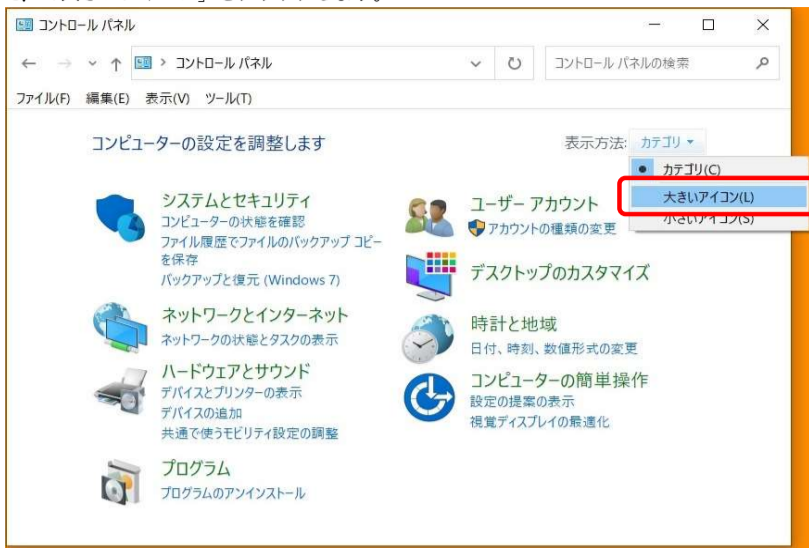 コントロール パネル
コントロール パネル
コントロール パネルの検索
ファイル(F) 編集(E) 表示(V) ツール(T)
コンピューターの設定を調整します
表示方法: カテゴリ
カテゴリ(C)
大きいアイコン(L)
小さいアイコン(S)
システムとセキュリティ
コンピューターの状態を確認
ファイル履歴でファイルのバックアップ コピー
を保存
バックアップと復元 (Windows 7)
ネットワークとインターネット
ネットワークの状態とタスクの表示
ハードウェアとサウンド
デバイスとプリンターの表示
デバイスの追加
共通で使うモビリティ設定の調整
プログラム
プログラムのアンインストール
ユーザー アカウント
アカウントの種類の変更
デスクトップのカスタマイズ
時計と地域
日付、時刻、数値形式の変更
コンピューターの簡単操作
設定の提案の表示
視覚ディスプレイの最適化